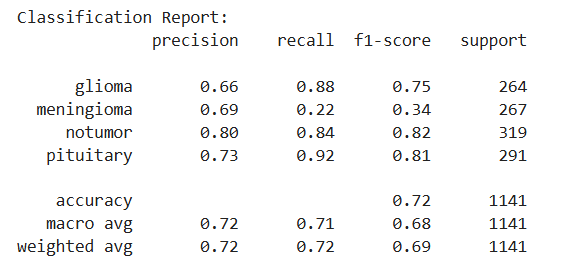 Classification Report:
precision recall f1-score support
glioma 0.66 0.88 0.75 264
meningioma 0.69 0.22 0.34 267
notumor 0.80 0.84 0.82 319
pituitary 0.73 0.92 0.81 291
accuracy 0.72 1141
macro avg 0.72 0.71 0.68 1141
weighted avg 0.72 0.72 0.69 1141